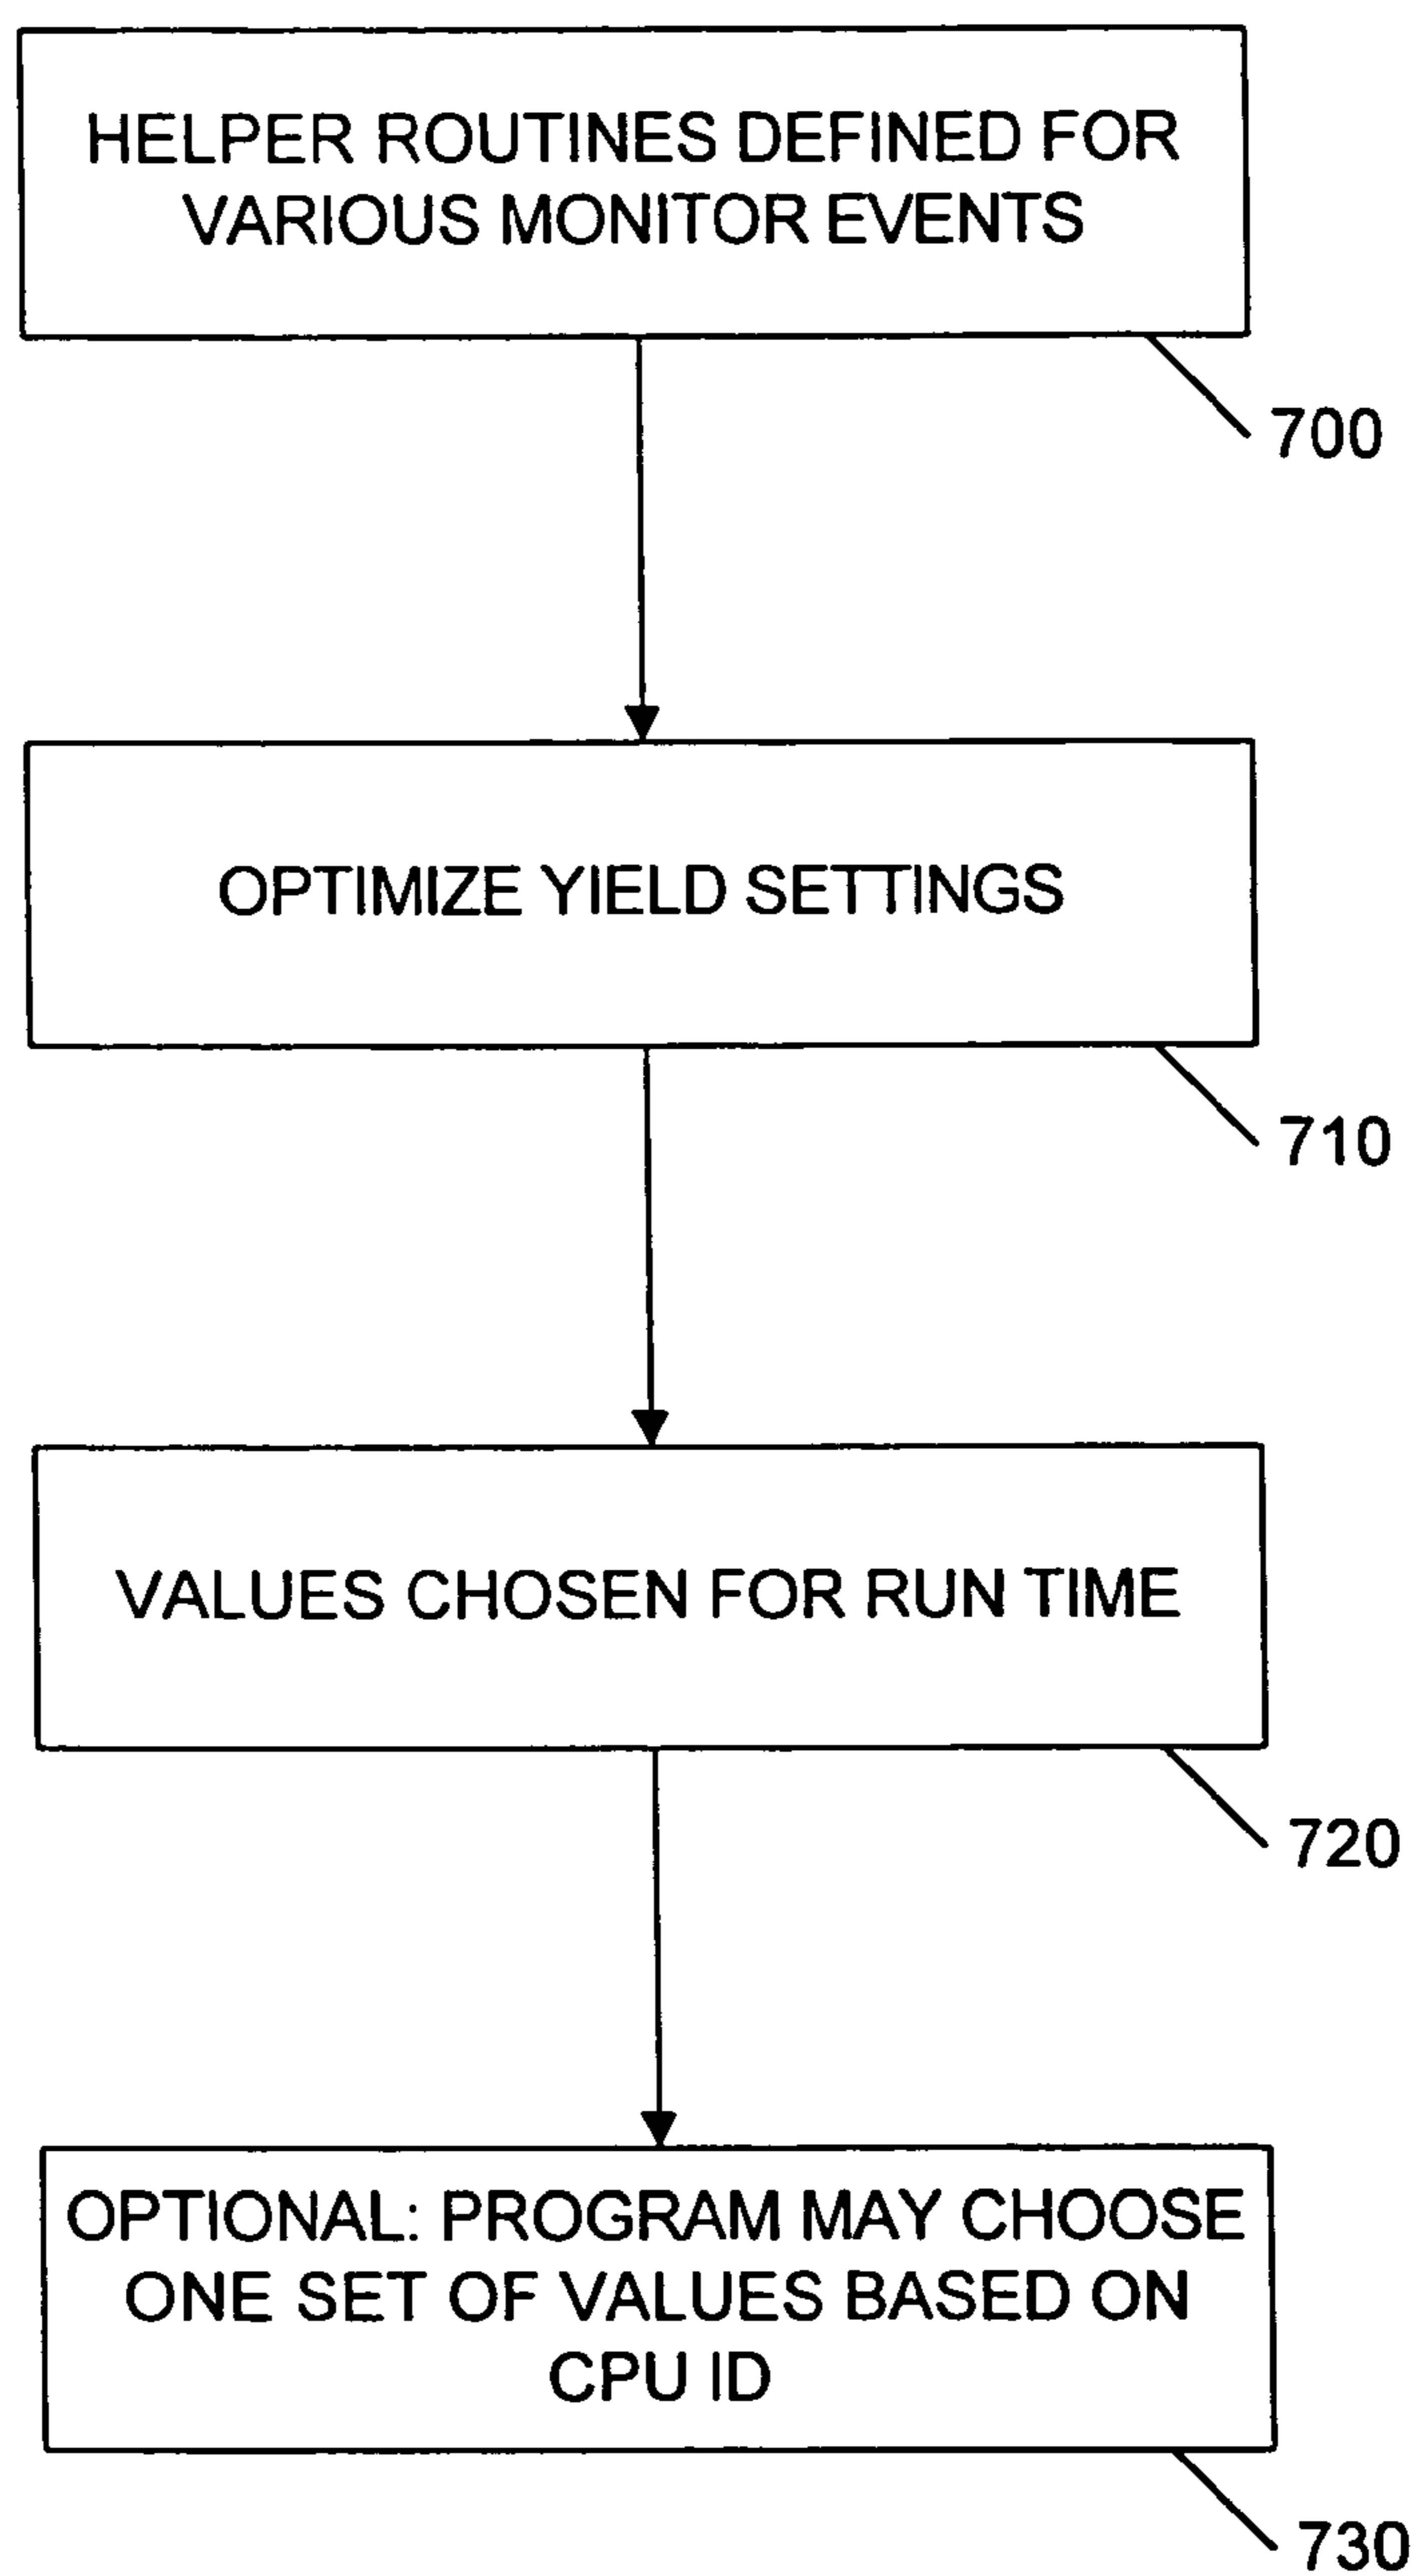 HELPER ROUTINES DEFINED FOR
VARIOUS MONITOR EVENTS
700
OPTIMIZE YIELD SETTINGS
710
VALUES CHOSEN FOR RUN TIME
720
OPTIONAL: PROGRAM MAY CHOOSE
ONE SET OF VALUES BASED ON
CPU ID
730